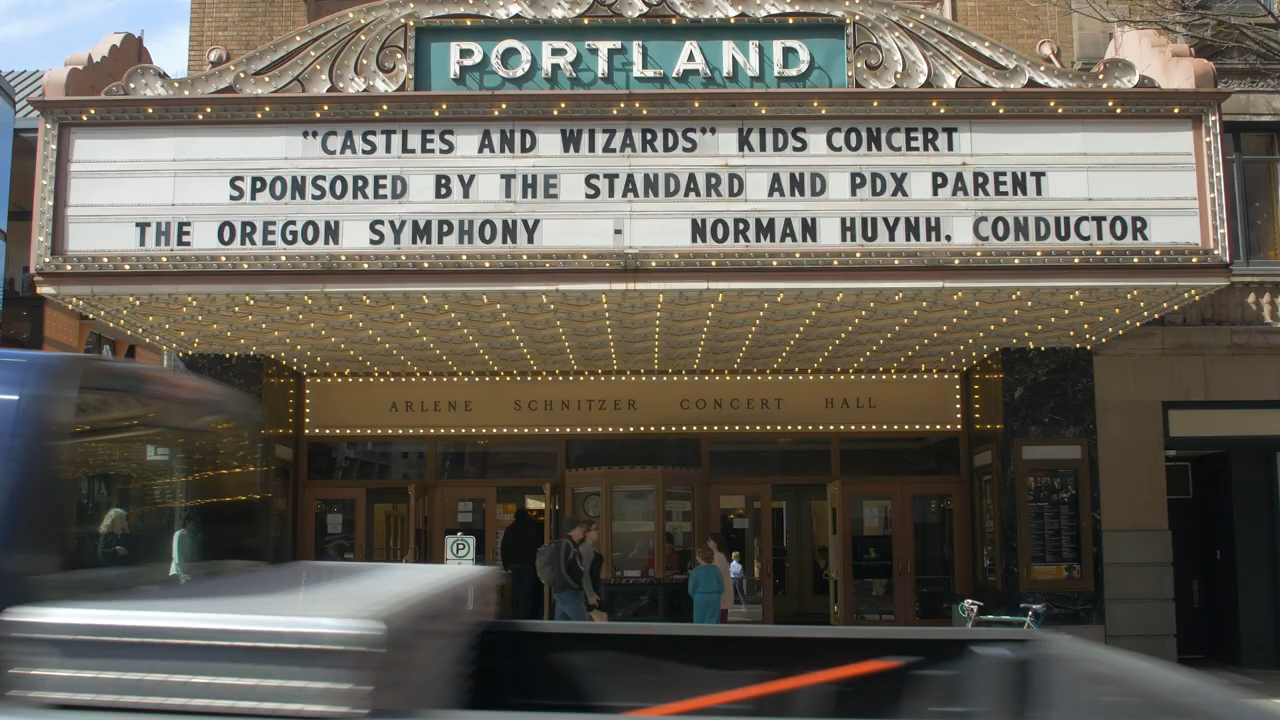 PORTLAND
"CASTLES AND WIZARDS" KIDS CONCERT
SPONSORED BY THE STANDARD AND PDX PARENT
THE OREGON SYMPHONY - NORMAN HUYNH, CONDUCTOR
ARLENE SCHNITZER CONCERT HALL
P